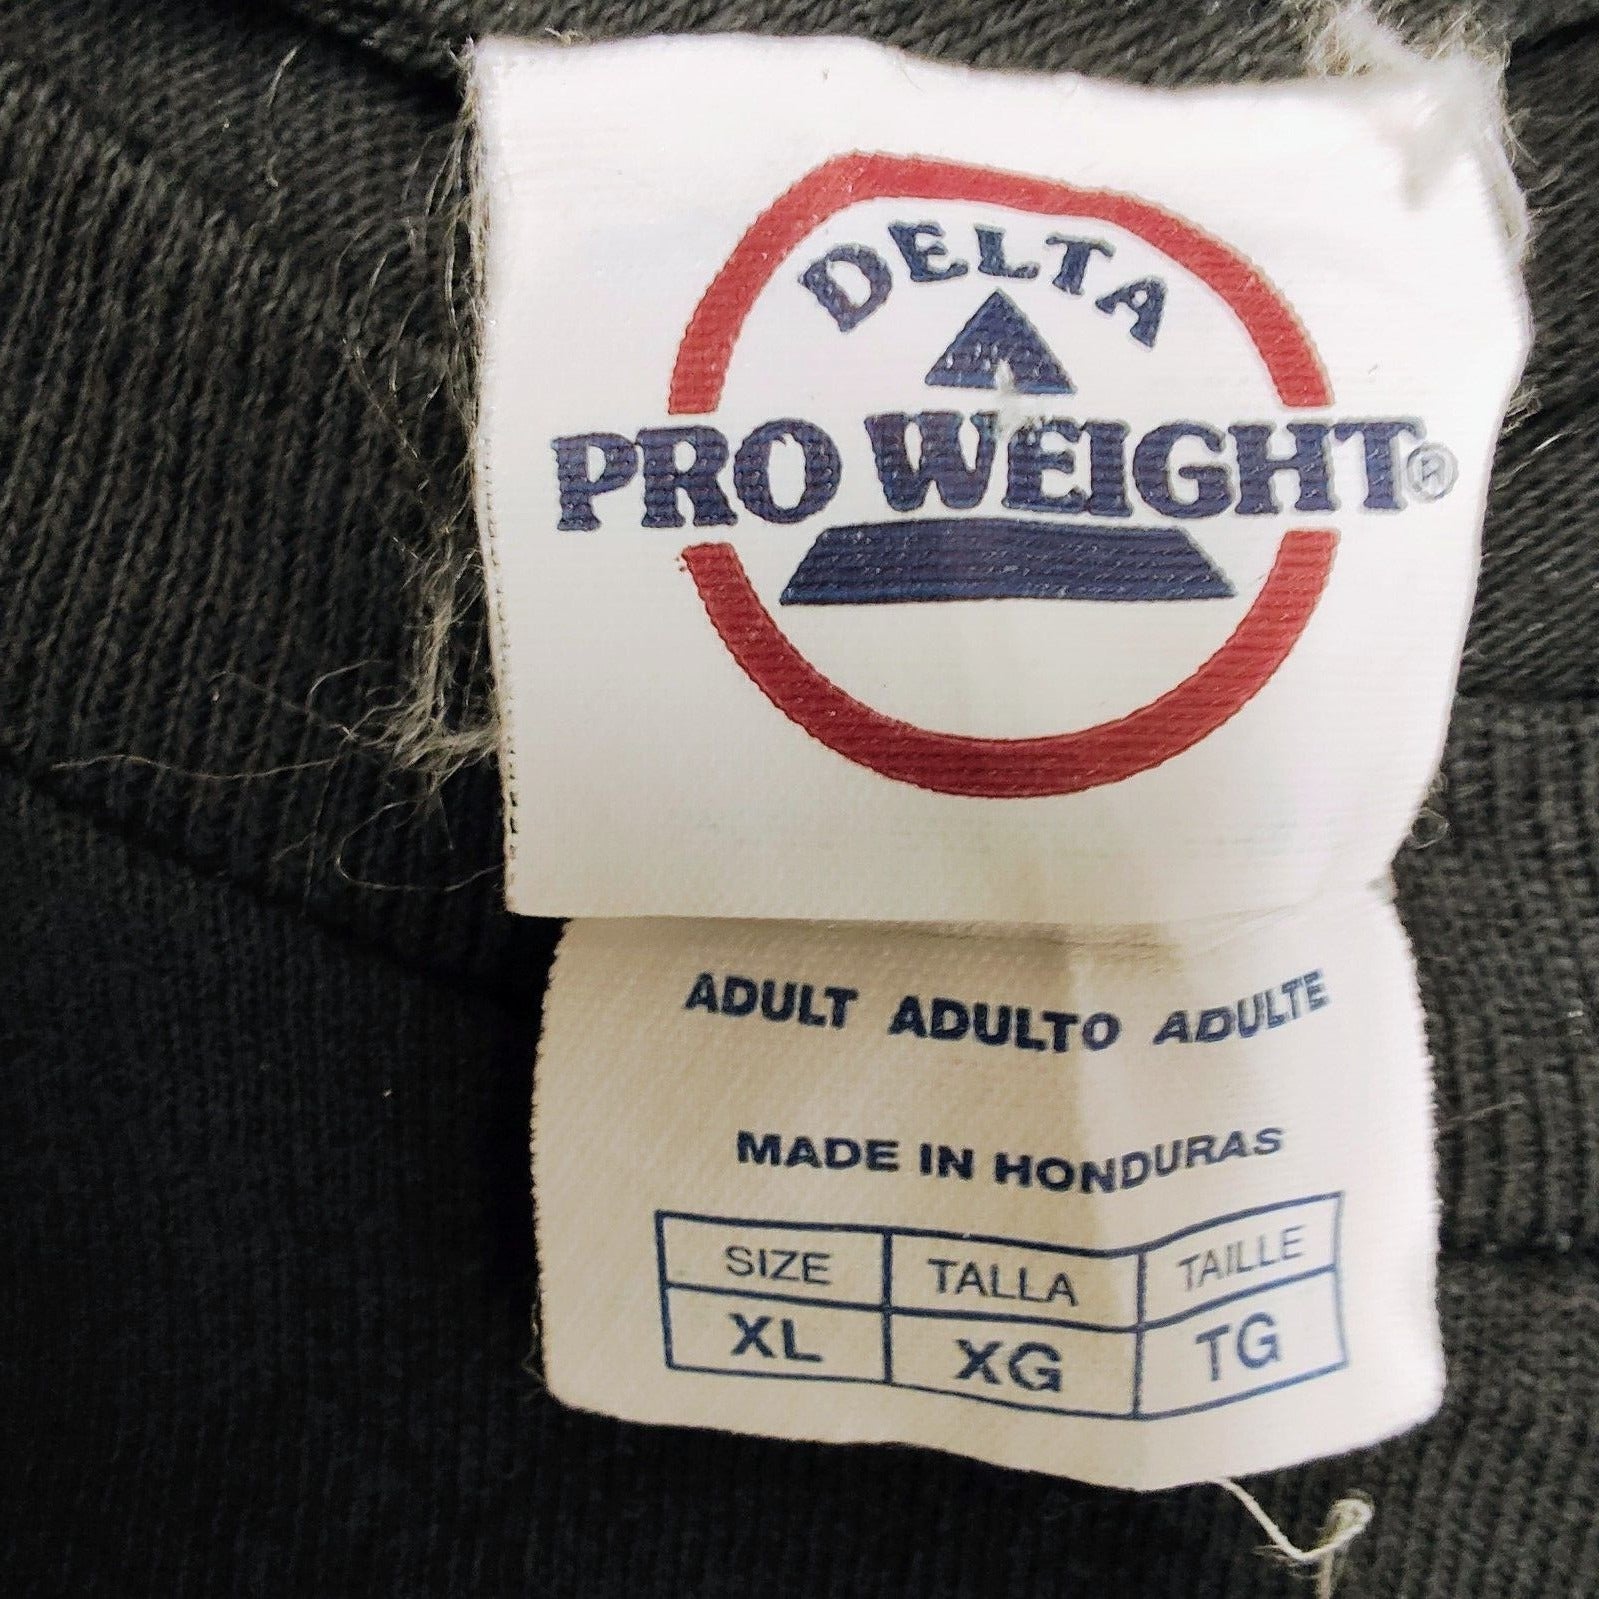 DELTA
PRO WEIGHT®
ADULT ADULTO ADULTE
MADE IN HONDURAS
SIZE TALLA TAILLE
XL XG TG